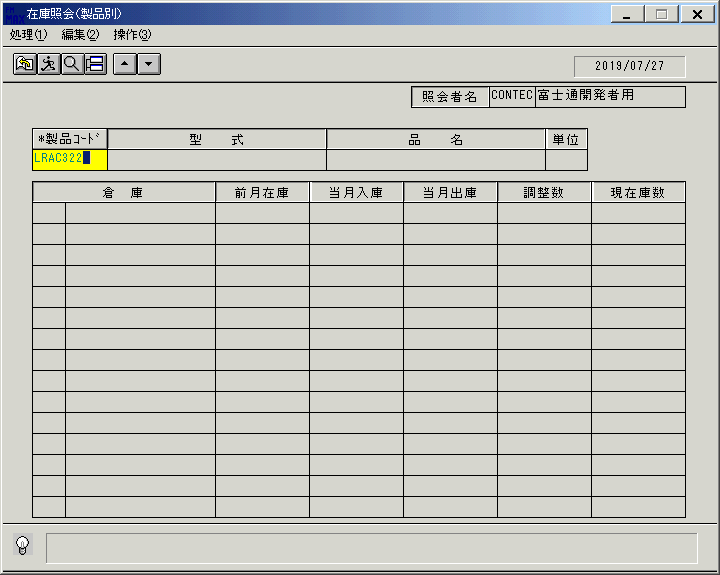 在庫照会(製品別)
処理(1) 編集(2) 操作(3)
2019/07/27
照会者名 CONTEC 富士通開発者用
*製品ｺｰﾄﾞ 型 式 品 名 単位
LRAC322
倉 庫 前月在庫 当月入庫 当月出庫 調整数 現在庫数